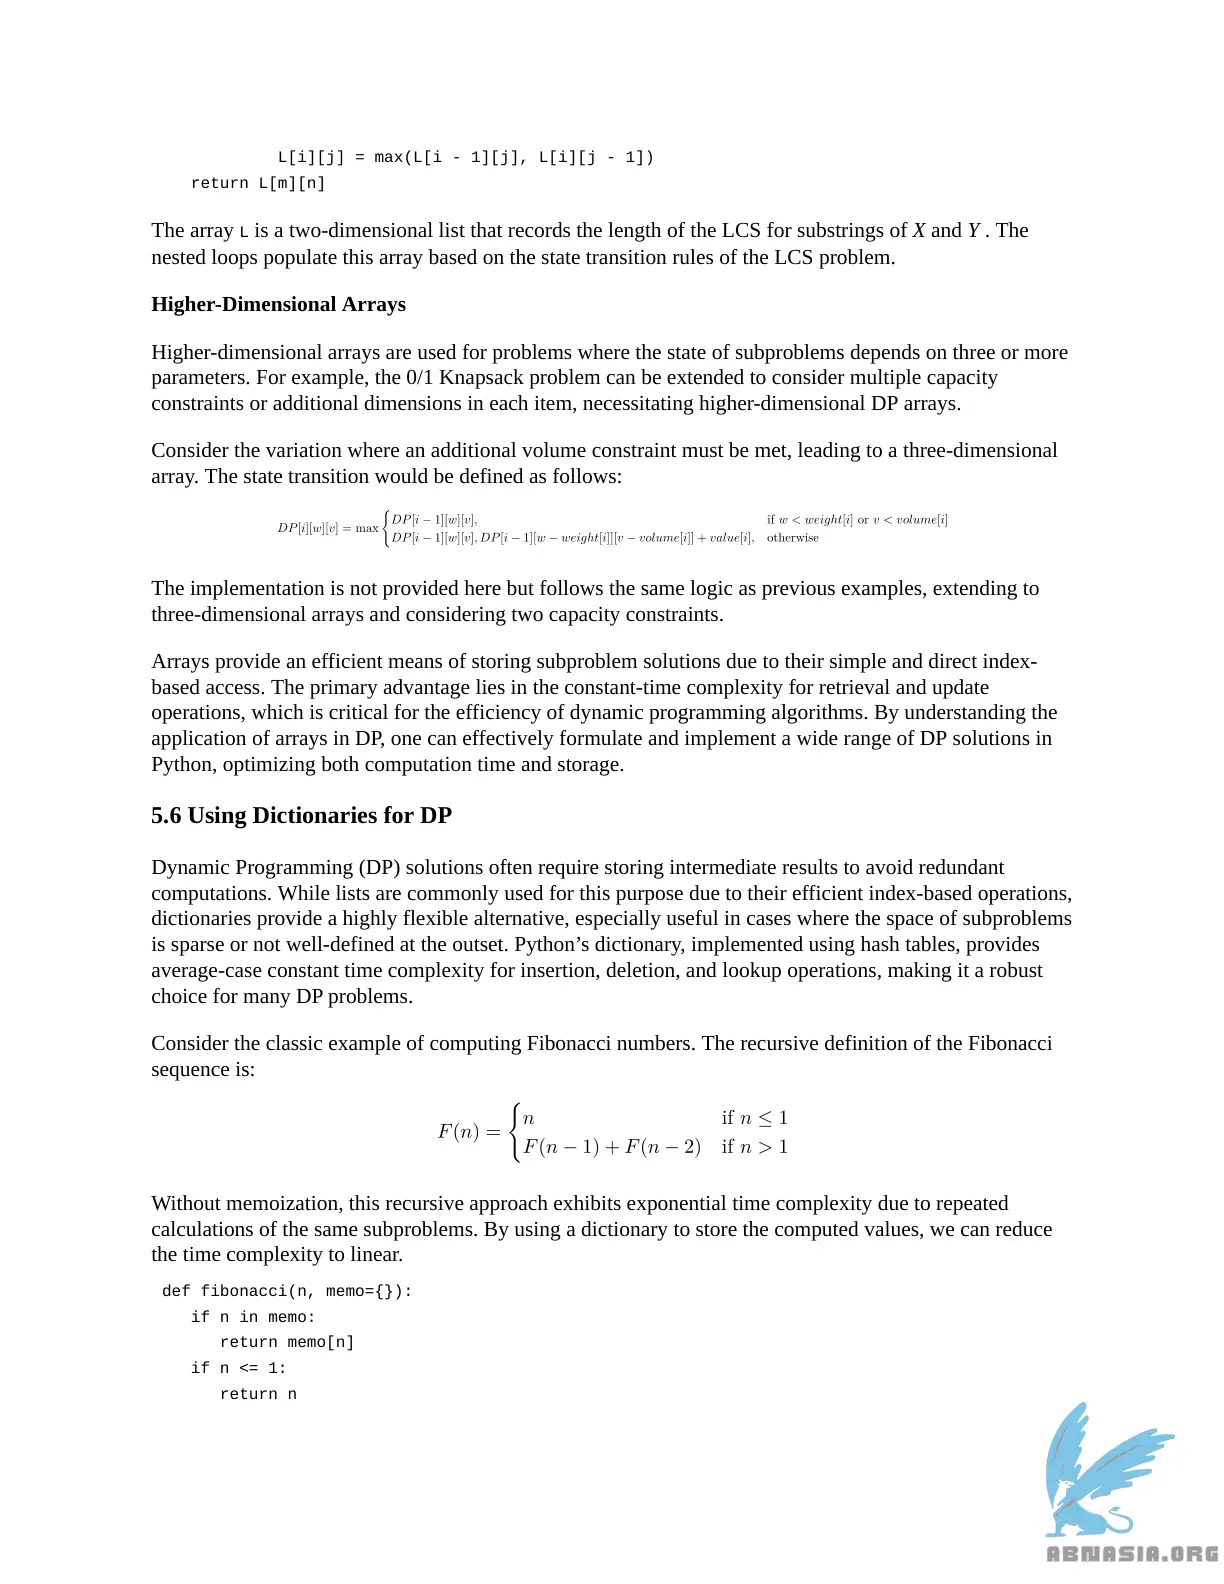 L[i][j] = max(L[i - 1][j], L[i][j - 1])
return L[m][n]
The array L is a two-dimensional list that records the length of the LCS for substrings of X and Y . The
nested loops populate this array based on the state transition rules of the LCS problem.
Higher-Dimensional Arrays
Higher-dimensional arrays are used for problems where the state of subproblems depends on three or more
parameters. For example, the 0/1 Knapsack problem can be extended to consider multiple capacity
constraints or additional dimensions in each item, necessitating higher-dimensional DP arrays.
Consider the variation where an additional volume constraint must be met, leading to a three-dimensional
array. The state transition would be defined as follows:
DP[i][w][v] = max { DP[i − 1][w][v], if w < weight[i] or v < volume[i]
DP[i − 1][w][v], DP[i − 1][w − weight[i]][v − volume[i]] + value[i], otherwise
The implementation is not provided here but follows the same logic as previous examples, extending to
three-dimensional arrays and considering two capacity constraints.
Arrays provide an efficient means of storing subproblem solutions due to their simple and direct index-
based access. The primary advantage lies in the constant-time complexity for retrieval and update
operations, which is critical for the efficiency of dynamic programming algorithms. By understanding the
application of arrays in DP, one can effectively formulate and implement a wide range of DP solutions in
Python, optimizing both computation time and storage.
5.6 Using Dictionaries for DP
Dynamic Programming (DP) solutions often require storing intermediate results to avoid redundant
computations. While lists are commonly used for this purpose due to their efficient index-based operations,
dictionaries provide a highly flexible alternative, especially useful in cases where the space of subproblems
is sparse or not well-defined at the outset. Python’s dictionary, implemented using hash tables, provides
average-case constant time complexity for insertion, deletion, and lookup operations, making it a robust
choice for many DP problems.
Consider the classic example of computing Fibonacci numbers. The recursive definition of the Fibonacci
sequence is:
F(n) = { n if n ≤ 1
F(n − 1) + F(n − 2) if n > 1
Without memoization, this recursive approach exhibits exponential time complexity due to repeated
calculations of the same subproblems. By using a dictionary to store the computed values, we can reduce
the time complexity to linear.
def fibonacci(n, memo={}):
if n in memo:
return memo[n]
if n <= 1:
return n
ABNASIA.ORG